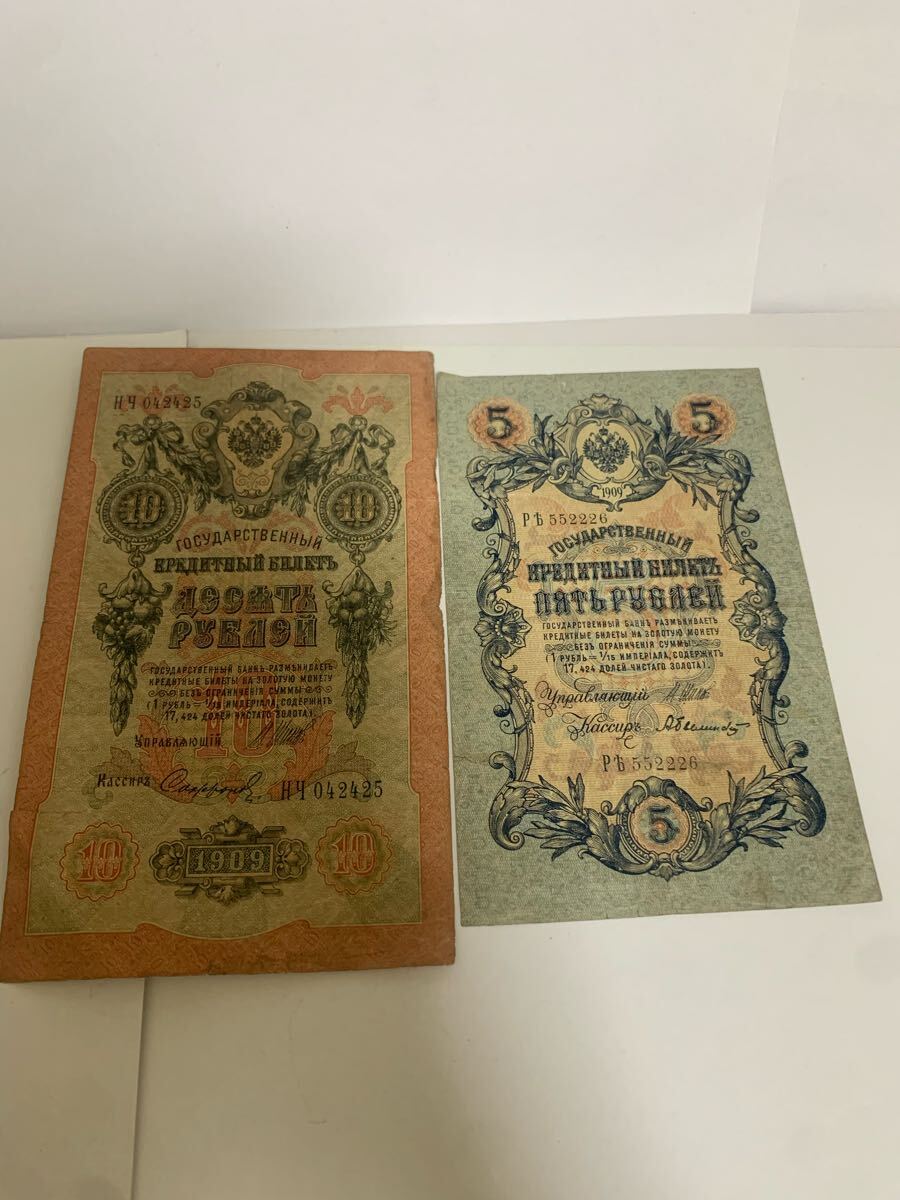 НЧ 042425
10
10
ГОСУДАРСТВЕННЫЙ
КРЕДИТНЫЙ БИЛЕТЪ
ДЕСЯТЬ
РУБЛЕЙ
ГОСУДАРСТВЕННЫЙ БАНКЪ РАЗМѢНИВАЕТЪ
КРЕДИТНЫЕ БИЛЕТЫ НА ЗОЛОТУЮ МОНЕТУ
БЕЗЪ ОГРАНИЧЕНІЯ СУММЫ
(1 РУБЛЬ = 1/15 ИМПЕРІАЛА, СОДЕРЖИТЪ
17,424 ДОЛЕЙ ЧИСТАГО ЗОЛОТА).
10
УПРАВЛЯЮЩІЙ
Кассиръ
НЧ 042425
10
1909
10
5
5
1909
РѢ 552226
ГОСУДАРСТВЕННЫЙ
КРЕДИТНЫЙ БИЛЕТЪ
ПЯТЬ РУБЛЕЙ
ГОСУДАРСТВЕННЫЙ БАНКЪ РАЗМѢНИВАЕТЪ
КРЕДИТНЫЕ БИЛЕТЫ НА ЗОЛОТУЮ МОНЕТУ
БЕЗЪ ОГРАНИЧЕНІЯ СУММЫ
(1 РУБЛЬ = 1/15 ИМПЕРІАЛА, СОДЕРЖИТЪ
17,424 ДОЛЕЙ ЧИСТАГО ЗОЛОТА).
Управляющій
Кассиръ
РѢ 552226
5